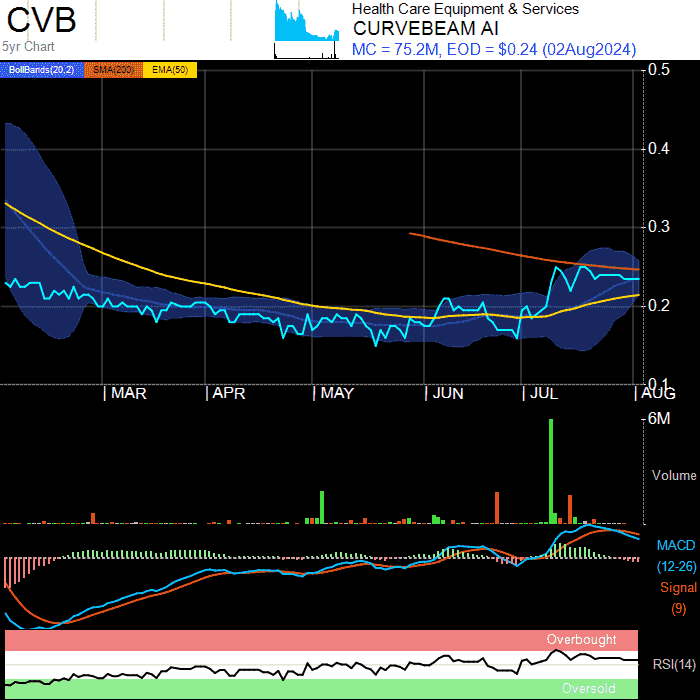 CVB
Health Care Equipment & Services
CURVEBEAM AI
5yr Chart
MC = 75.2M, EOD = $0.24 (02Aug2024)
BollBands(20,2) SMA(200) EMA(50)
0.5
0.4
0.3
0.2
0.1
MAR APR MAY JUN JUL AUG
6M
Volume
MACD
(12-26)
Signal
(9)
Overbought
RSI(14)
Oversold